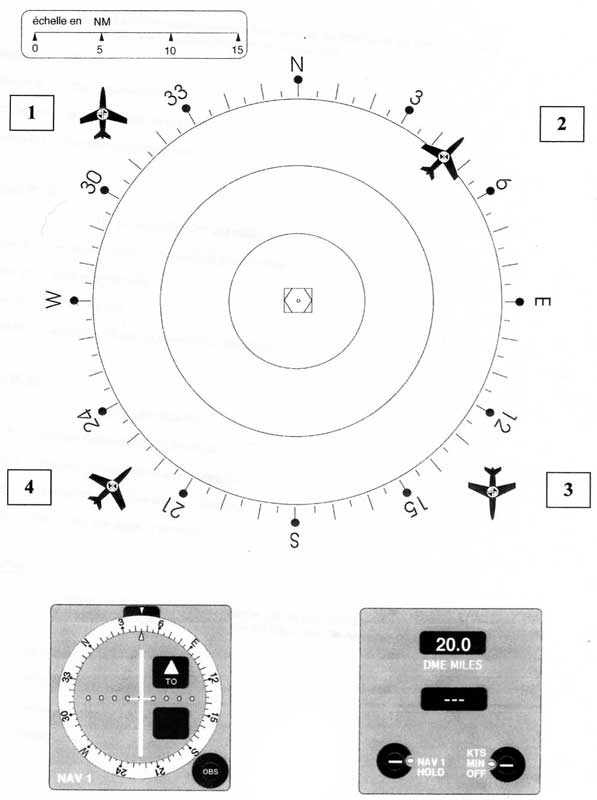 échelle en NM
0 5 10 15
N
33 3
1 2
30 6
W E
24 12
4 3
21 15
S
3 6
N E
33 12
TO
30 15
W S
24 21
OBS
NAV 1
20.0
DME MILES
---
NAV 1
HOLD
KTS
MIN
OFF